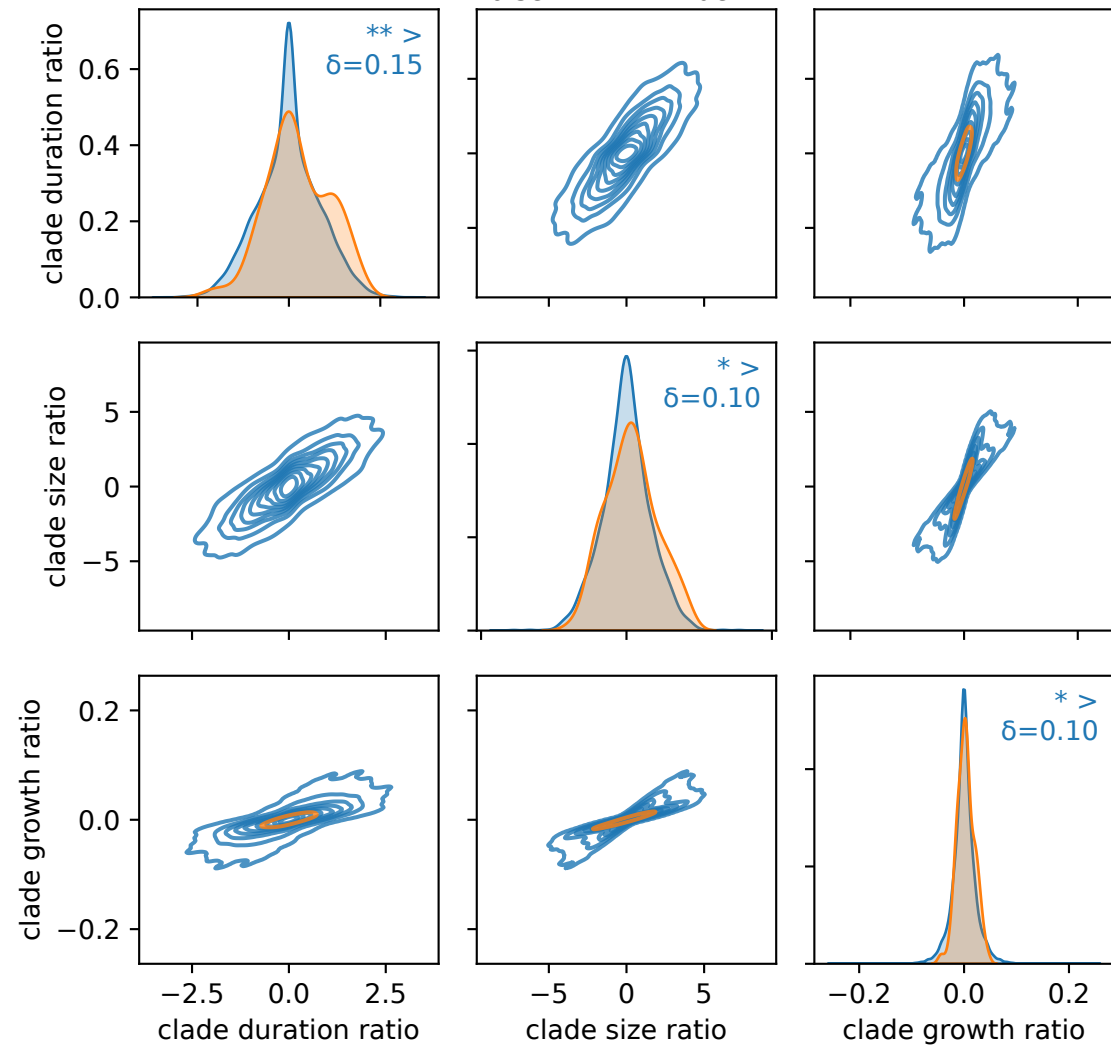 ** >
δ=0.15
clade duration ratio
0.6
0.4
0.2
0.0
* >
δ=0.10
clade size ratio
5
0
−5
* >
δ=0.10
clade growth ratio
0.2
0.0
−0.2
−2.5 0.0 2.5
−5 0 5
−0.2 0.0 0.2
clade duration ratio
clade size ratio
clade growth ratio